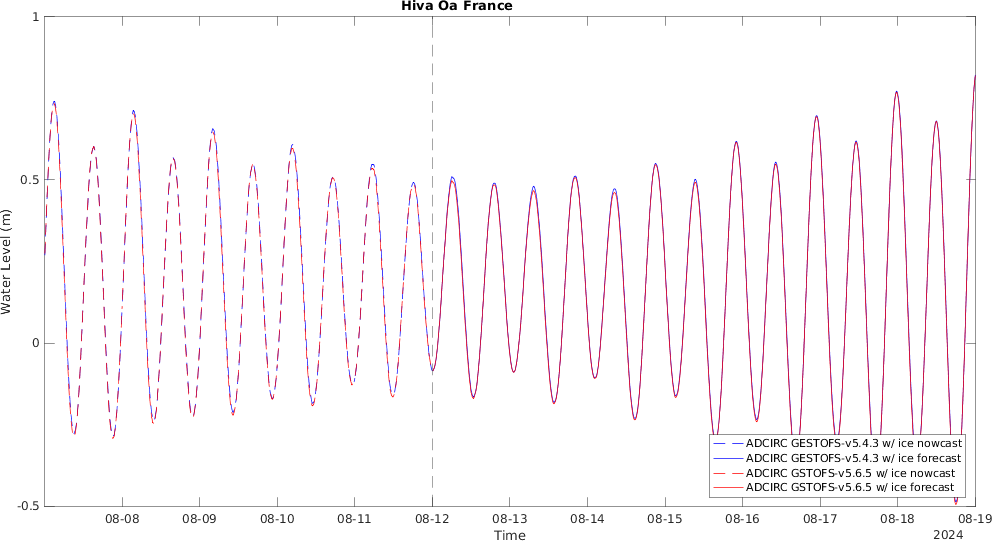 Hiva Oa France
1
0.5
0
-0.5
Water Level (m)
ADCIRC GESTOFS-v5.4.3 w/ ice nowcast
ADCIRC GESTOFS-v5.4.3 w/ ice forecast
ADCIRC GSTOFS-v5.6.5 w/ ice nowcast
ADCIRC GSTOFS-v5.6.5 w/ ice forecast
08-08 08-09 08-10 08-11 08-12 08-13 08-14 08-15 08-16 08-17 08-18 08-19
Time
2024